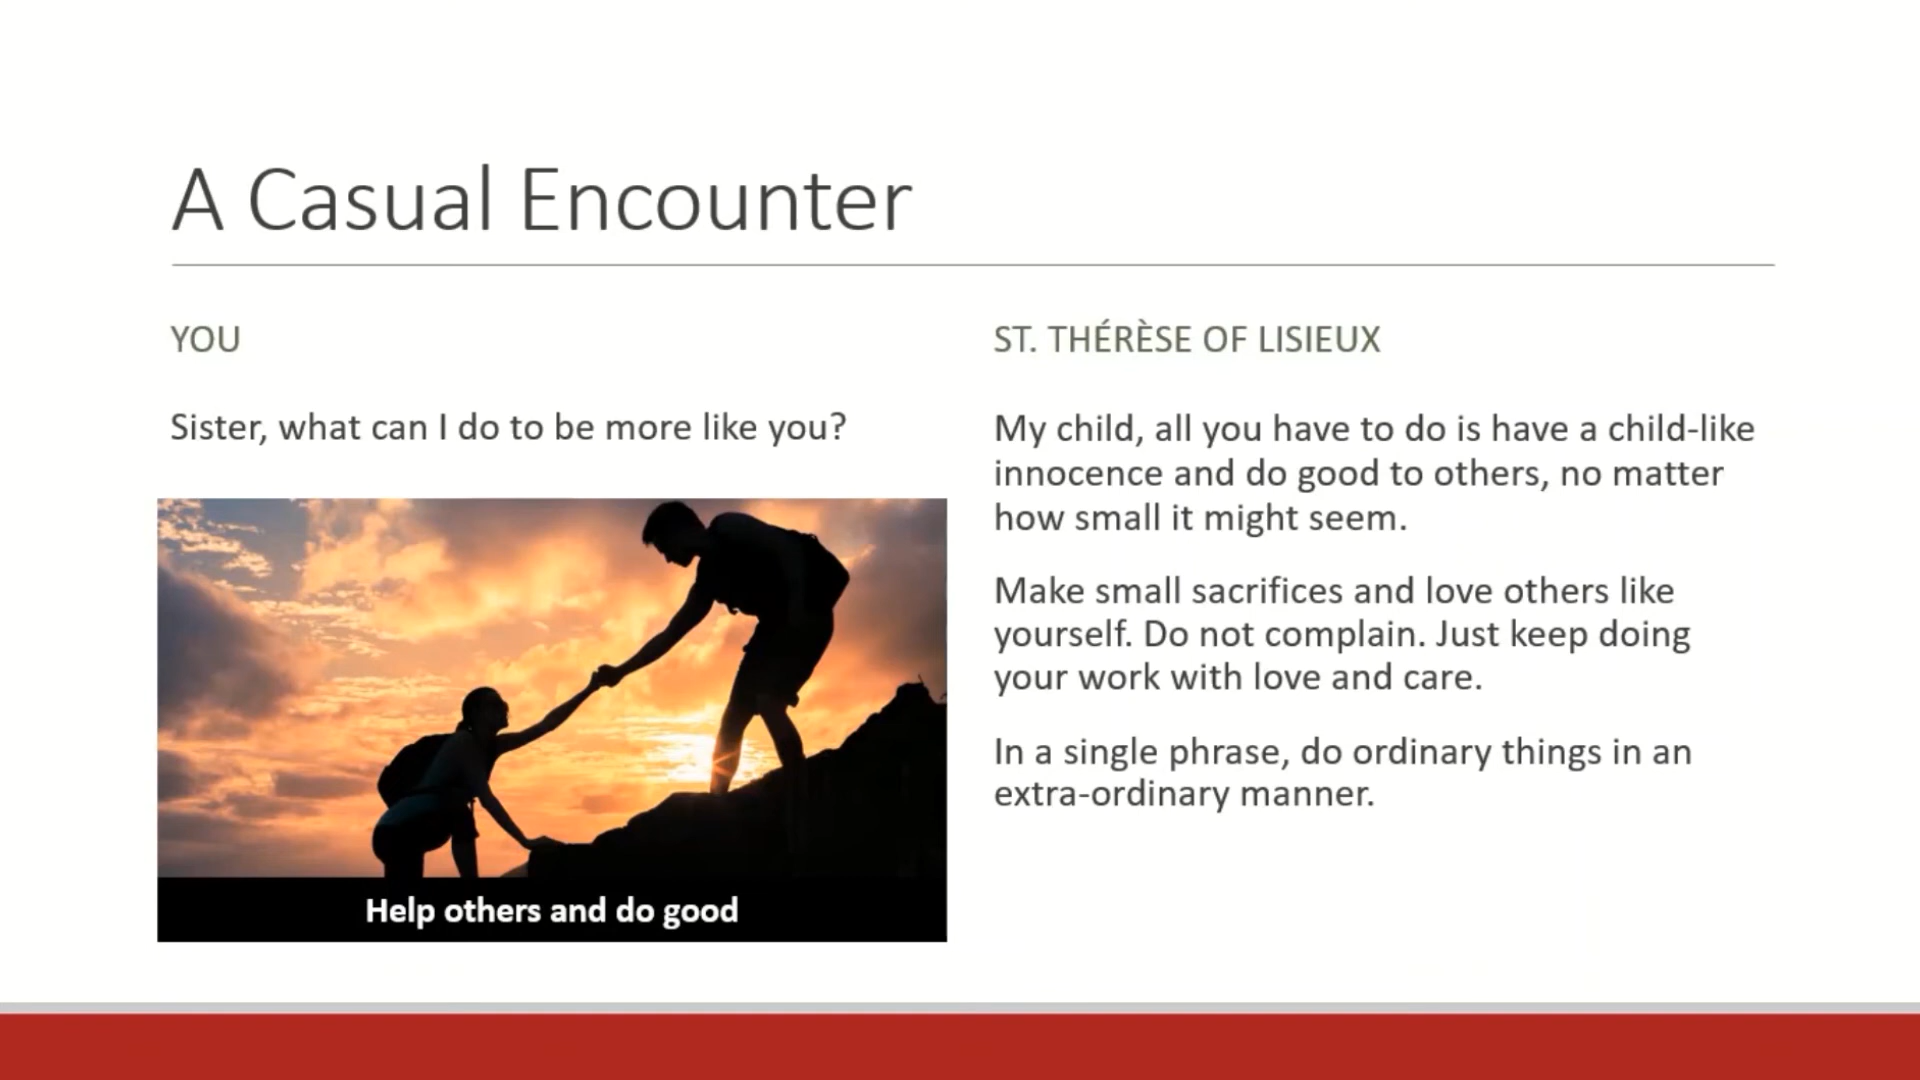 A Casual Encounter
YOU
Sister, what can I do to be more like you?
Help others and do good
ST. THÉRÈSE OF LISIEUX
My child, all you have to do is have a child-like
innocence and do good to others, no matter
how small it might seem.
Make small sacrifices and love others like
yourself. Do not complain. Just keep doing
your work with love and care.
In a single phrase, do ordinary things in an
extra-ordinary manner.